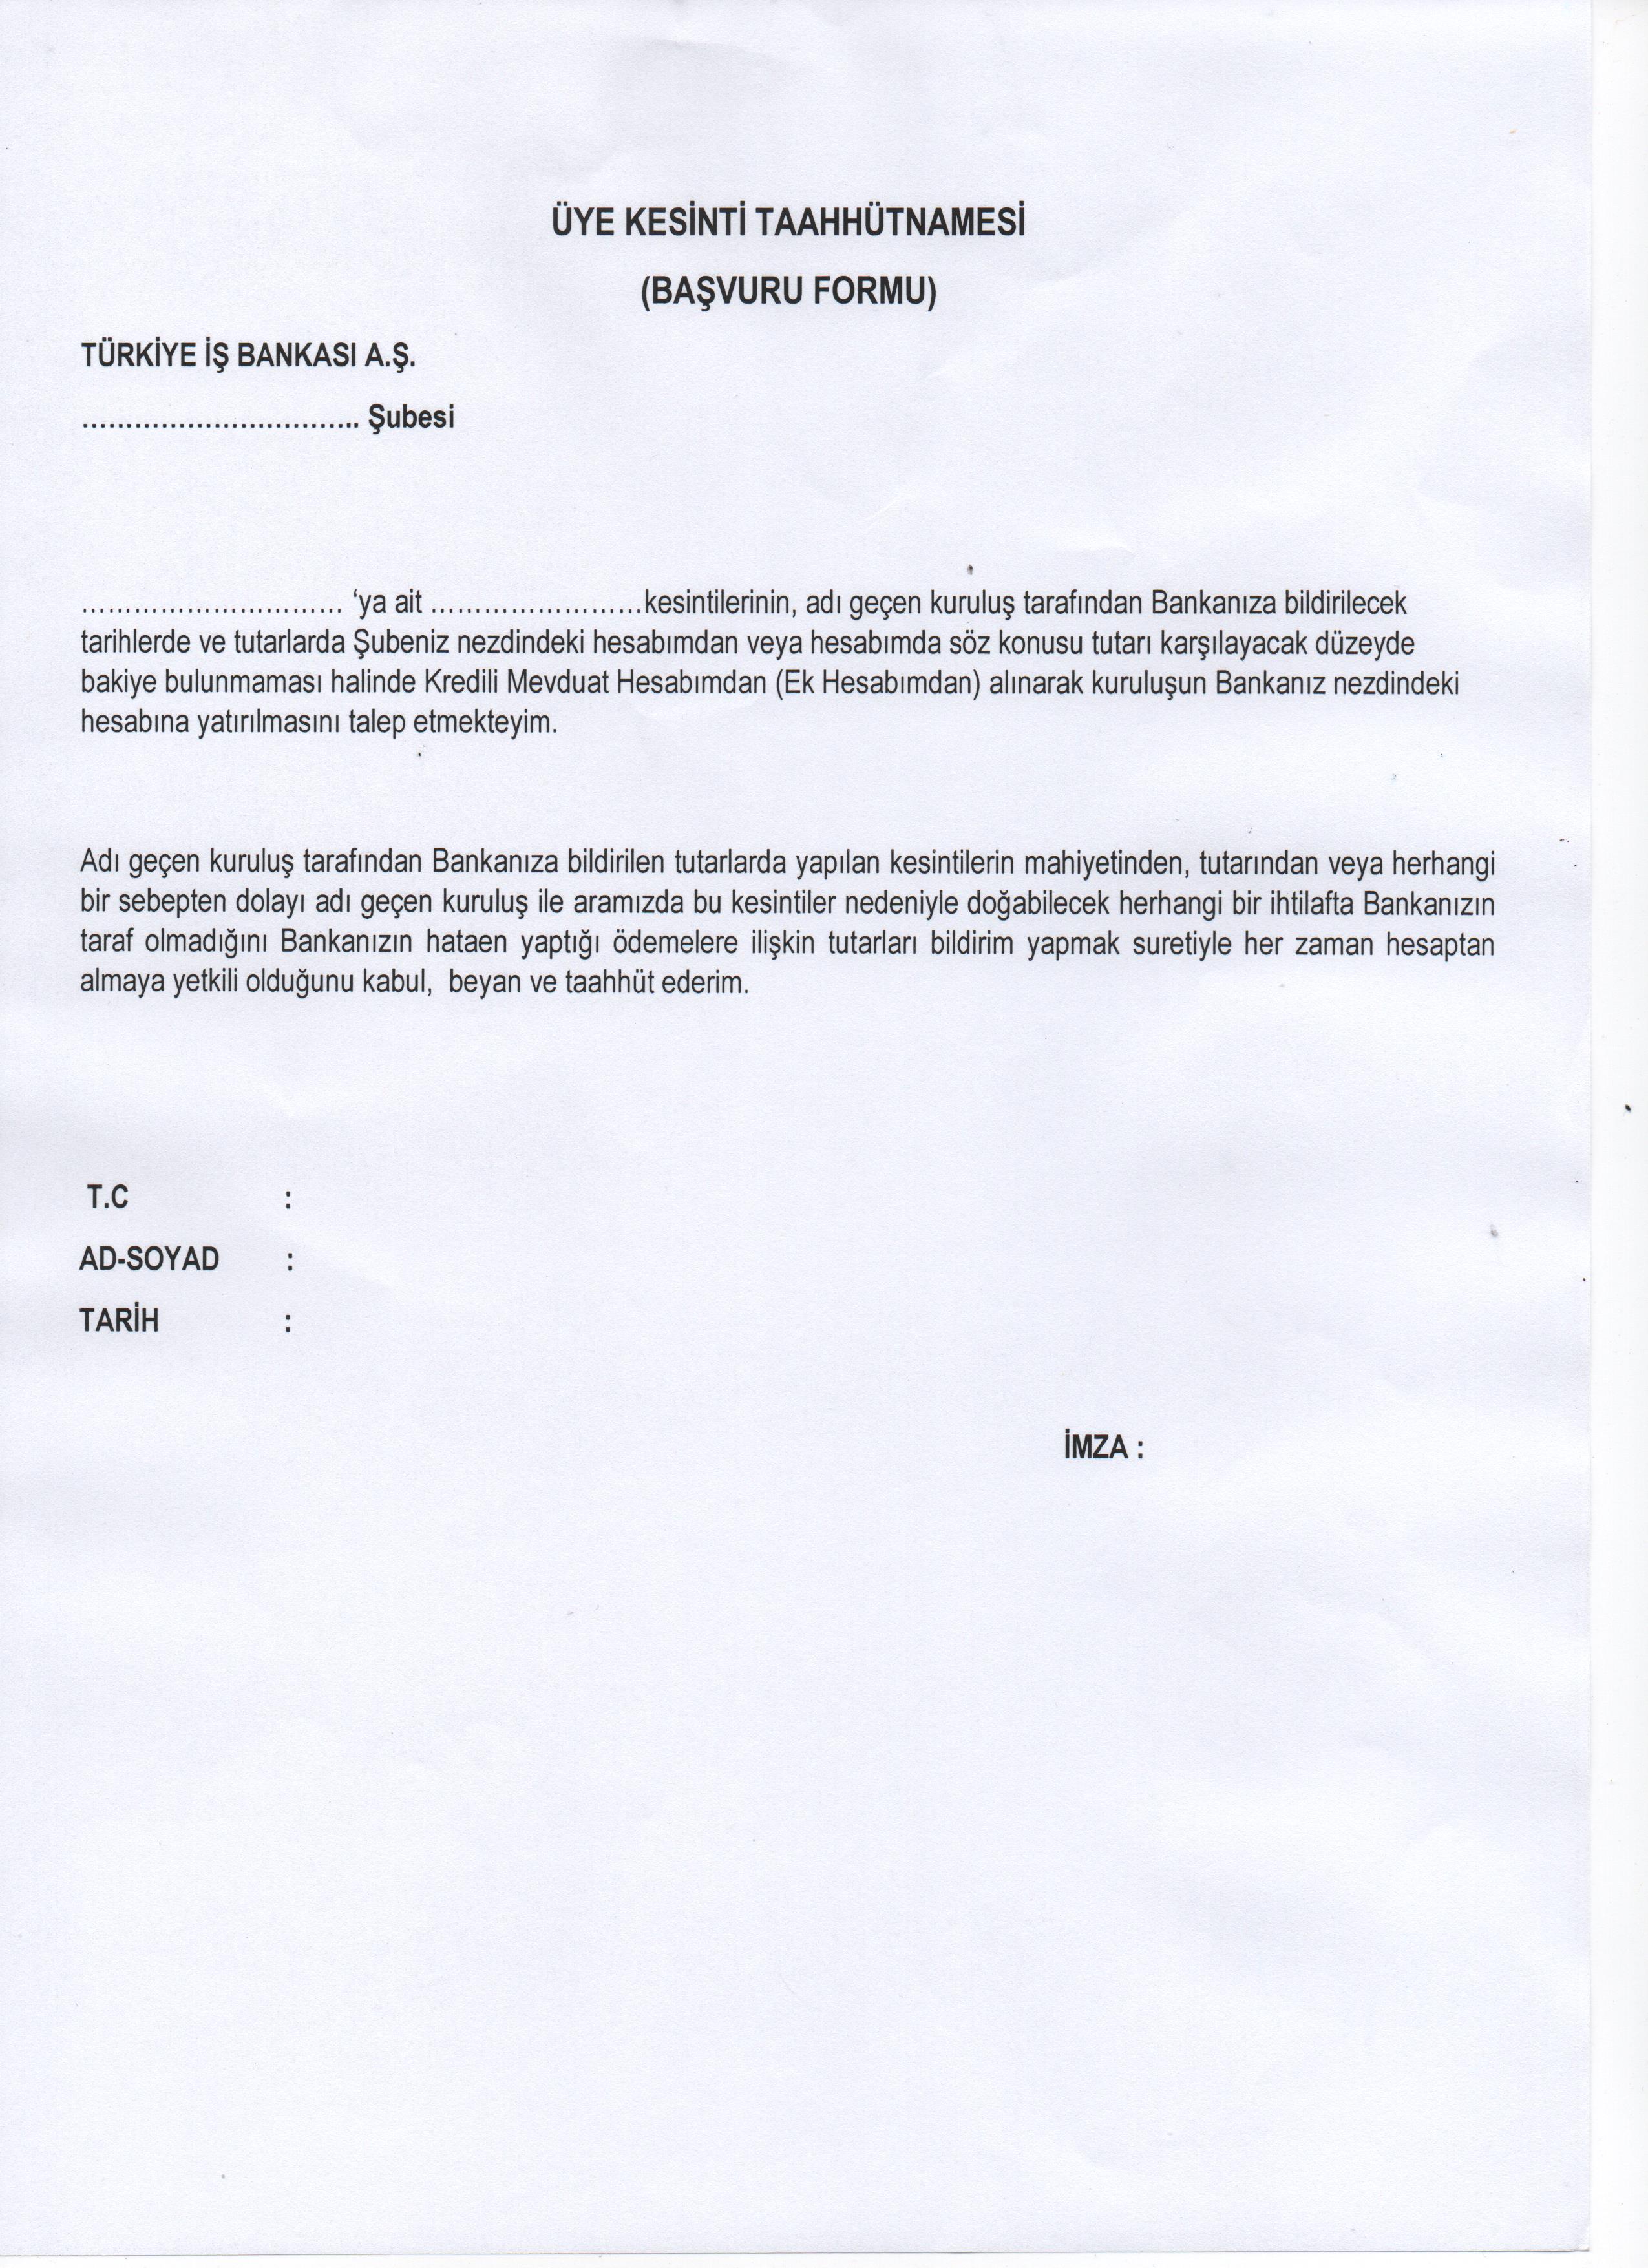 ÜYE KESİNTİ TAAHHÜTNAMESİ
(BAŞVURU FORMU)
TÜRKİYE İŞ BANKASI A.Ş.
................................ Şubesi
.............................. ‘ya ait ........................kesintilerinin, adı geçen kuruluş tarafından Bankanıza bildirilecek
tarihlerde ve tutarlarda Şubeniz nezdindeki hesabımdan veya hesabımda söz konusu tutarı karşılayacak düzeyde
bakiye bulunmaması halinde Kredili Mevduat Hesabımdan (Ek Hesabımdan) alınarak kuruluşun Bankanız nezdindeki
hesabına yatırılmasını talep etmekteyim.
Adı geçen kuruluş tarafından Bankanıza bildirilen tutarlarda yapılan kesintilerin mahiyetinden, tutarından veya herhangi
bir sebepten dolayı adı geçen kuruluş ile aramızda bu kesintiler nedeniyle doğabilecek herhangi bir ihtilafta Bankanızın
taraf olmadığını Bankanızın hataen yaptığı ödemelere ilişkin tutarları bildirim yapmak suretiyle her zaman hesaptan
almaya yetkili olduğunu kabul, beyan ve taahhüt ederim.
T.C :
AD-SOYAD :
TARİH :
İMZA :